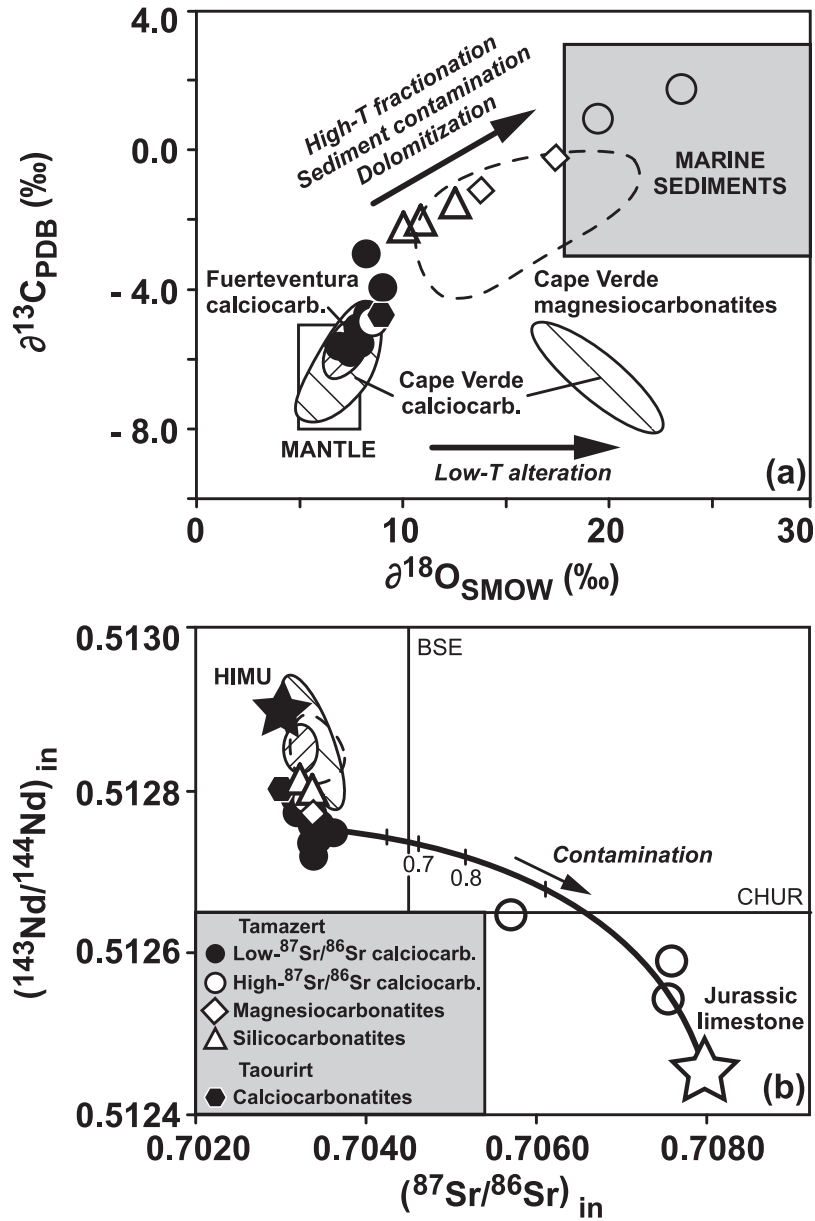 4.0
0.0
- 4.0
- 8.0
∂13CPDB (‰)
High-T fractionation
Sediment contamination
Dolomitization
MARINE
SEDIMENTS
Fuerteventura
calciocarb.
Cape Verde
magnesiocarbonatites
Cape Verde
calciocarb.
MANTLE
Low-T alteration
(a)
0 10 20 30
∂18OSMOW (‰)
0.5130
0.5128
0.5126
0.5124
(143Nd/144Nd) in
BSE
HIMU
0.7
0.8
Contamination
CHUR
Tamazert
Low-87Sr/86Sr calciocarb.
High-87Sr/86Sr calciocarb.
Magnesiocarbonatites
Silicocarbonatites
Taourirt
Calciocarbonatites
Jurassic
limestone
(b)
0.7020 0.7040 0.7060 0.7080
(87Sr/86Sr) in